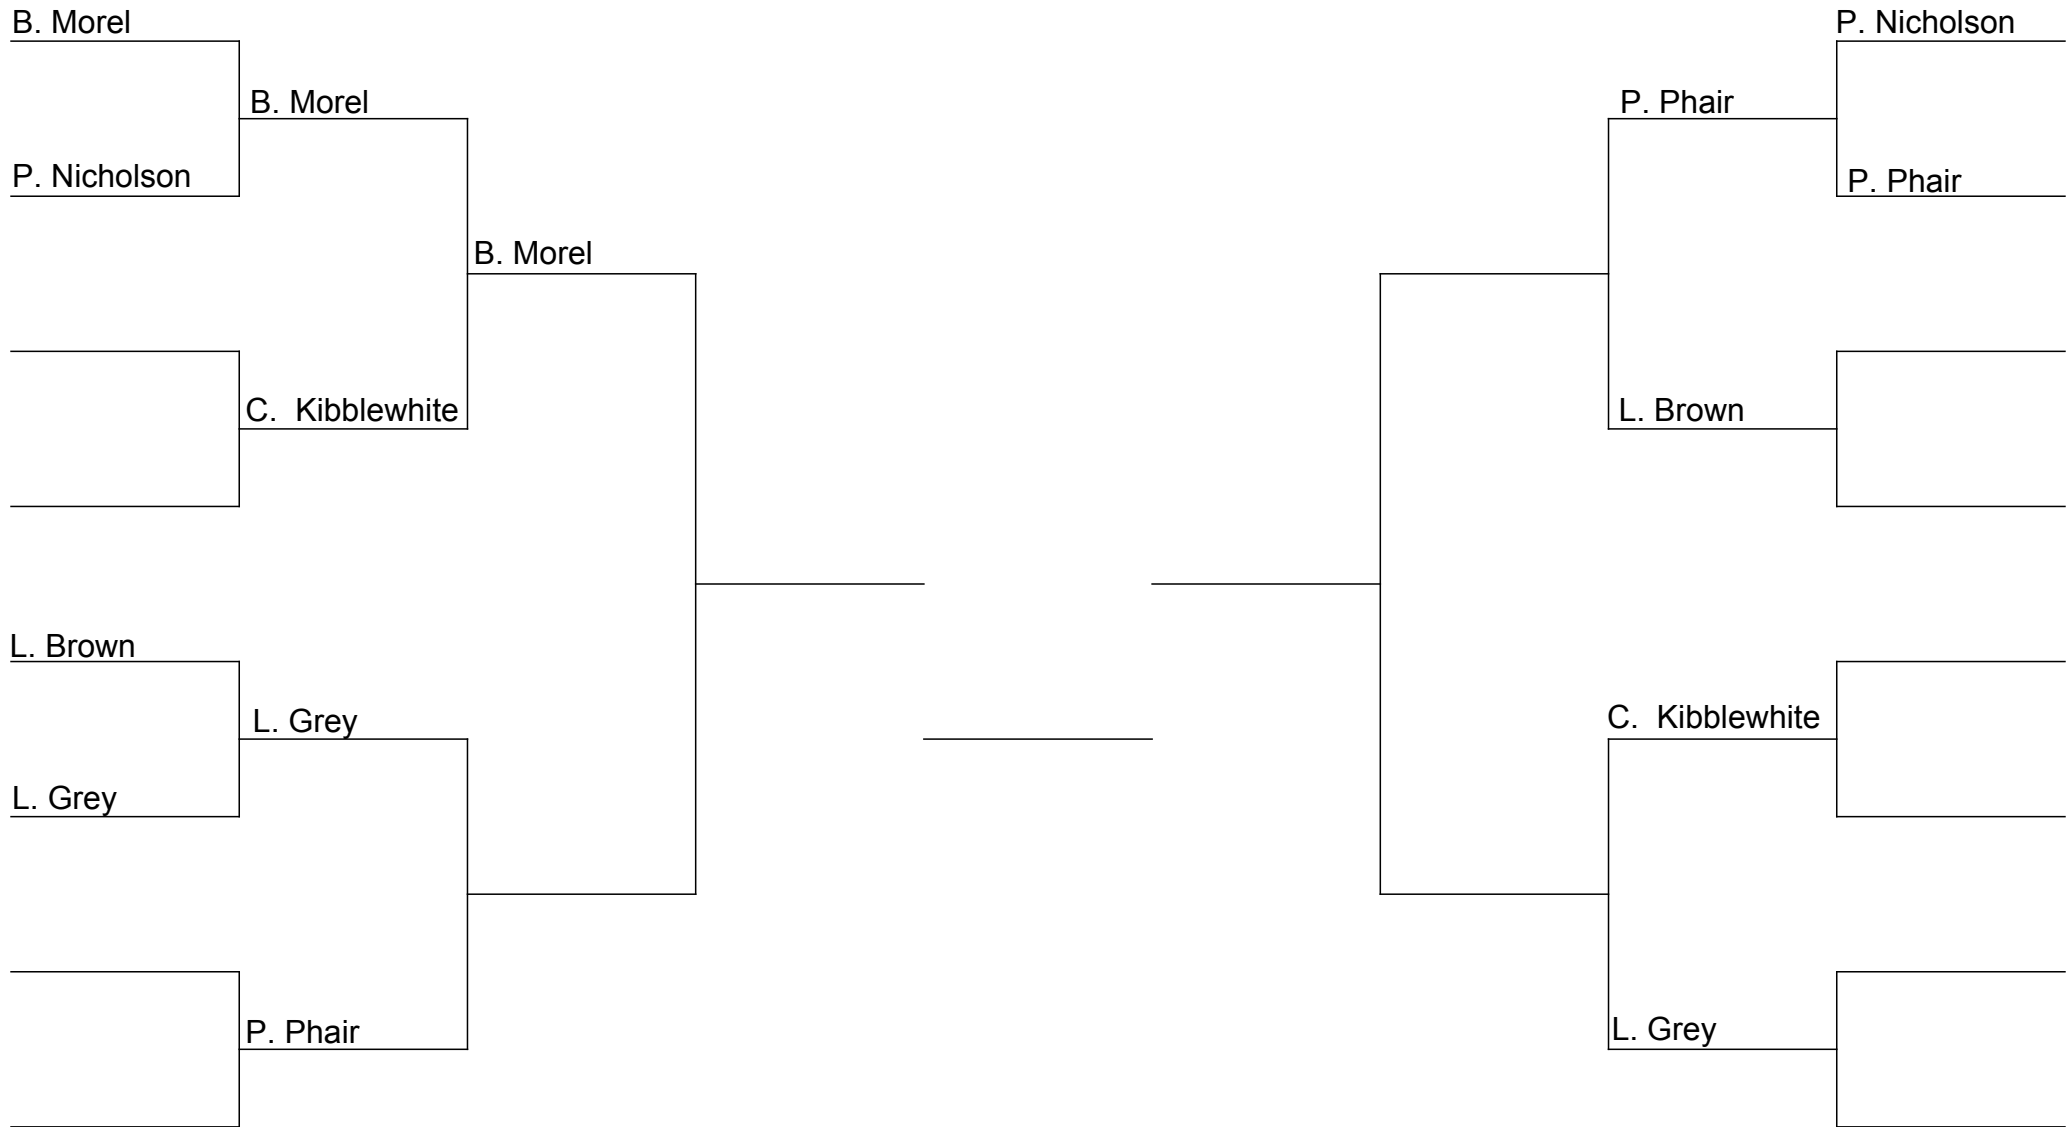 B. Morel
P. Nicholson
B. Morel
P. Phair
P. Nicholson
P. Phair
B. Morel
C.  Kibblewhite
L. Brown
L. Brown
L. Grey
C.  Kibblewhite
L. Grey
P. Phair
L. Grey